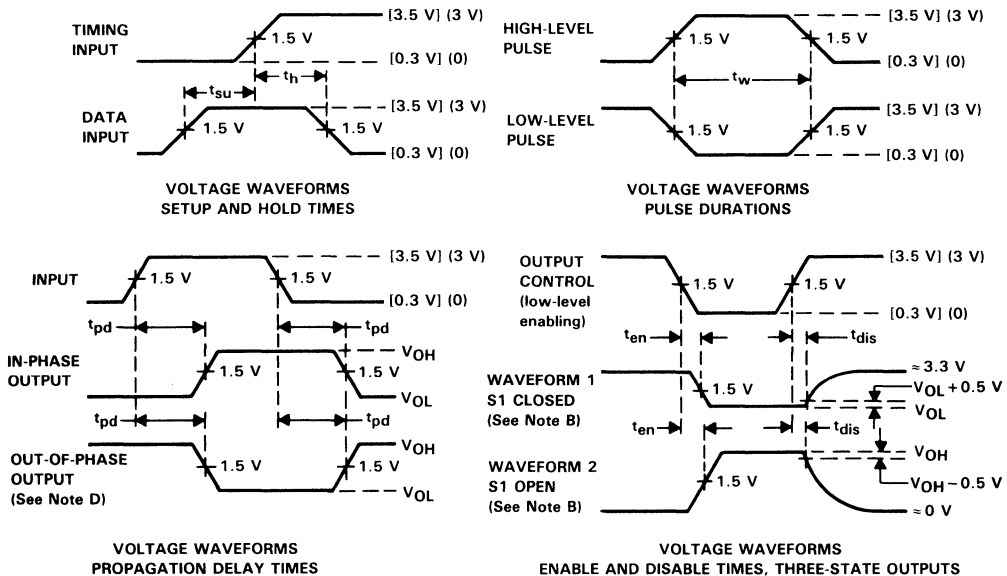 TIMING
INPUT
1.5 V
[3.5 V] (3 V)
[0.3 V] (0)
th
tsu
DATA
INPUT
1.5 V
1.5 V
[3.5 V] (3 V)
[0.3 V] (0)
VOLTAGE WAVEFORMS
SETUP AND HOLD TIMES
HIGH-LEVEL
PULSE
1.5 V
1.5 V
[3.5 V] (3 V)
[0.3 V] (0)
tw
LOW-LEVEL
PULSE
1.5 V
1.5 V
[3.5 V] (3 V)
[0.3 V] (0)
VOLTAGE WAVEFORMS
PULSE DURATIONS
INPUT
1.5 V
1.5 V
[3.5 V] (3 V)
[0.3 V] (0)
tpd
tpd
IN-PHASE
OUTPUT
1.5 V
1.5 V
VOH
VOL
tpd
tpd
OUT-OF-PHASE
OUTPUT
(See Note D)
1.5 V
1.5 V
VOH
VOL
VOLTAGE WAVEFORMS
PROPAGATION DELAY TIMES
OUTPUT
CONTROL
(low-level
enabling)
1.5 V
1.5 V
[3.5 V] (3 V)
[0.3 V] (0)
ten
tdis
WAVEFORM 1
S1 CLOSED
(See Note B)
1.5 V
≈3.3 V
VOL+0.5 V
VOL
ten
tdis
WAVEFORM 2
S1 OPEN
(See Note B)
1.5 V
VOH
VOH−0.5 V
≈0 V
VOLTAGE WAVEFORMS
ENABLE AND DISABLE TIMES, THREE-STATE OUTPUTS